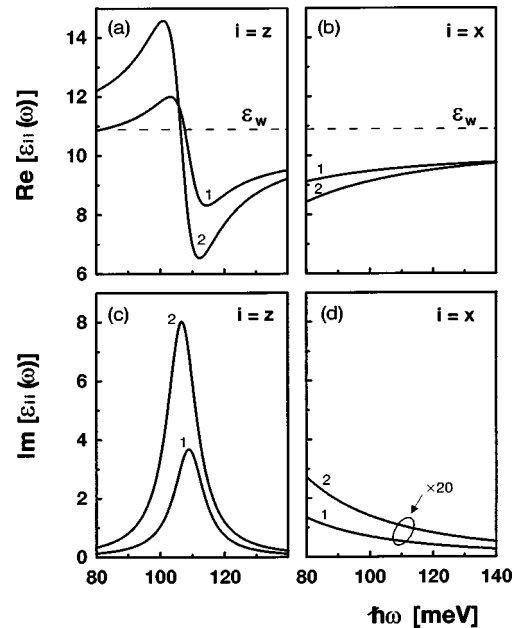 (a) i = z
(b) i = x
14
12
10
8
6
Re [εii(ω)]
εw
εw
1
2
1
2
(c) i = z
(d) i = x
8
6
4
2
0
Im [εii(ω)]
2
1
2
1
×20
80 100 120
80 100 120 140
ħω [meV]